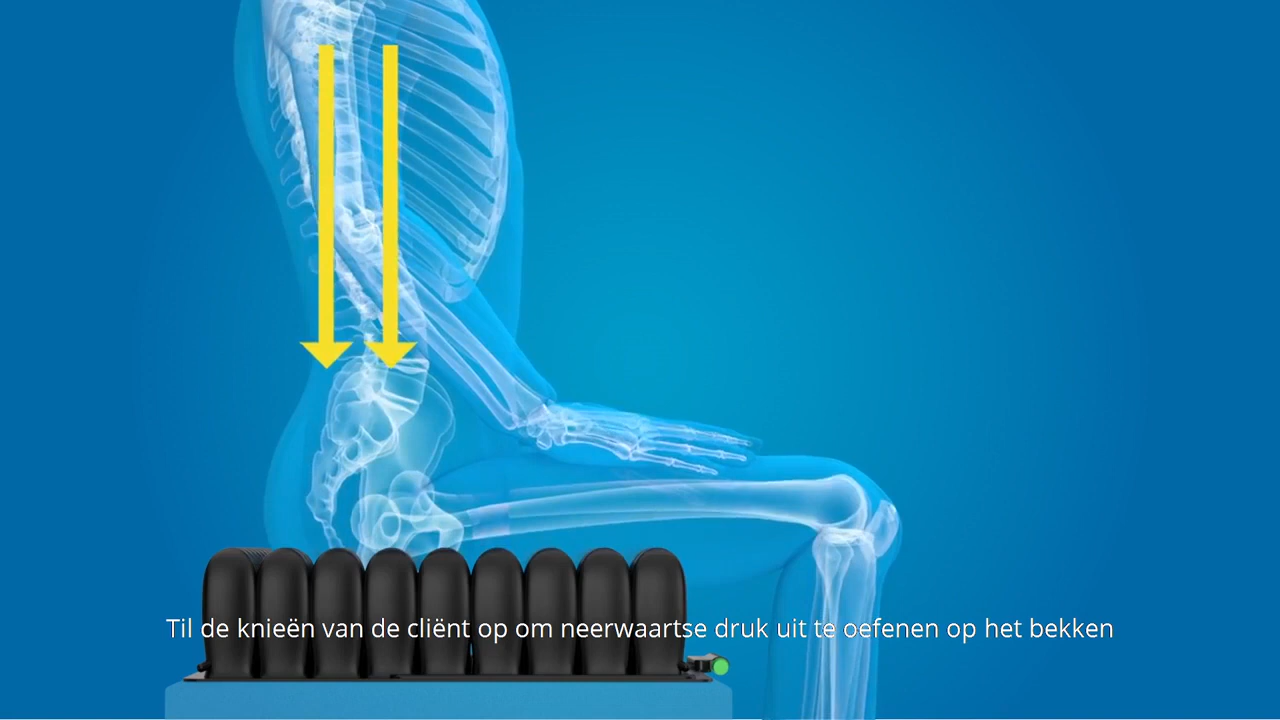 Til de knieën van de cliënt op om neerwaartse druk uit te oefenen op het bekken